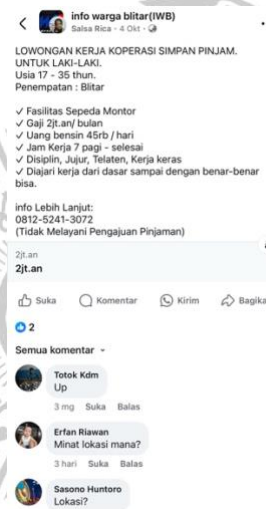 info warga blitar(IWB)
Salsa Rica · 4 Okt ·
LOWONGAN KERJA KOPERASI SIMPAN PINJAM.
UNTUK LAKI-LAKI.
Usia 17 - 35 thun.
Penempatan : Blitar
✓ Fasilitas Sepeda Montor
✓ Gaji 2jt.an/ bulan
✓ Uang bensin 45rb / hari
✓ Jam Kerja 7 pagi - selesai
✓ Disiplin, Jujur, Telaten, Kerja keras
✓ Diajari kerja dari dasar sampai dengan benar-benar
bisa.
info Lebih Lanjut:
0812-5241-3072
(Tidak Melayani Pengajuan Pinjaman)
2jt.an
2jt.an
Suka Komentar Kirim Bagika
2
Semua komentar
Totok Kdm
Up
3 mg Suka Balas
Erfan Riawan
Minat lokasi mana?
3 hari Suka Balas
Sasono Huntoro
Lokasi?